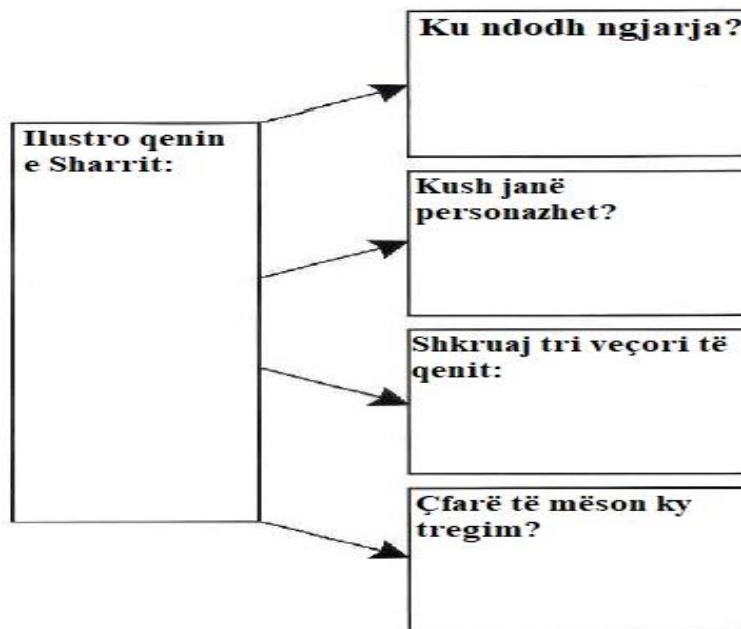 Ilustro qenin
e Sharrit:
Ku ndodh ngjarja?
Kush janë
personazhet?
Shkruaj tri veçori të
qenit:
Çfarë të mëson ky
tregim?